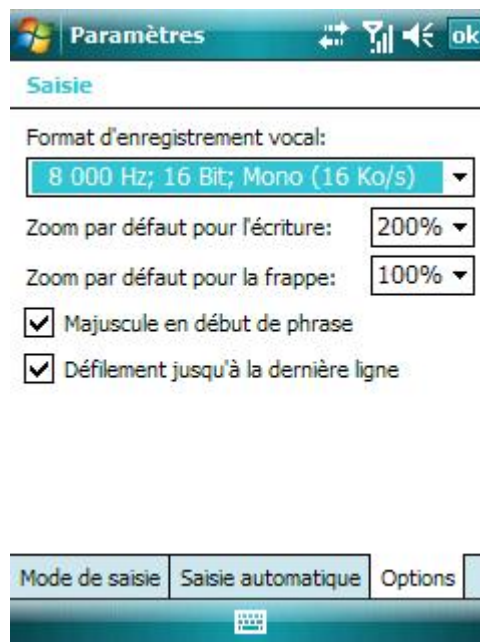 Paramètres ok
Saisie
Format d'enregistrement vocal:
8 000 Hz; 16 Bit; Mono (16 Ko/s)
Zoom par défaut pour l'écriture: 200%
Zoom par défaut pour la frappe: 100%
Majuscule en début de phrase
Défilement jusqu'à la dernière ligne
Mode de saisie Saisie automatique Options